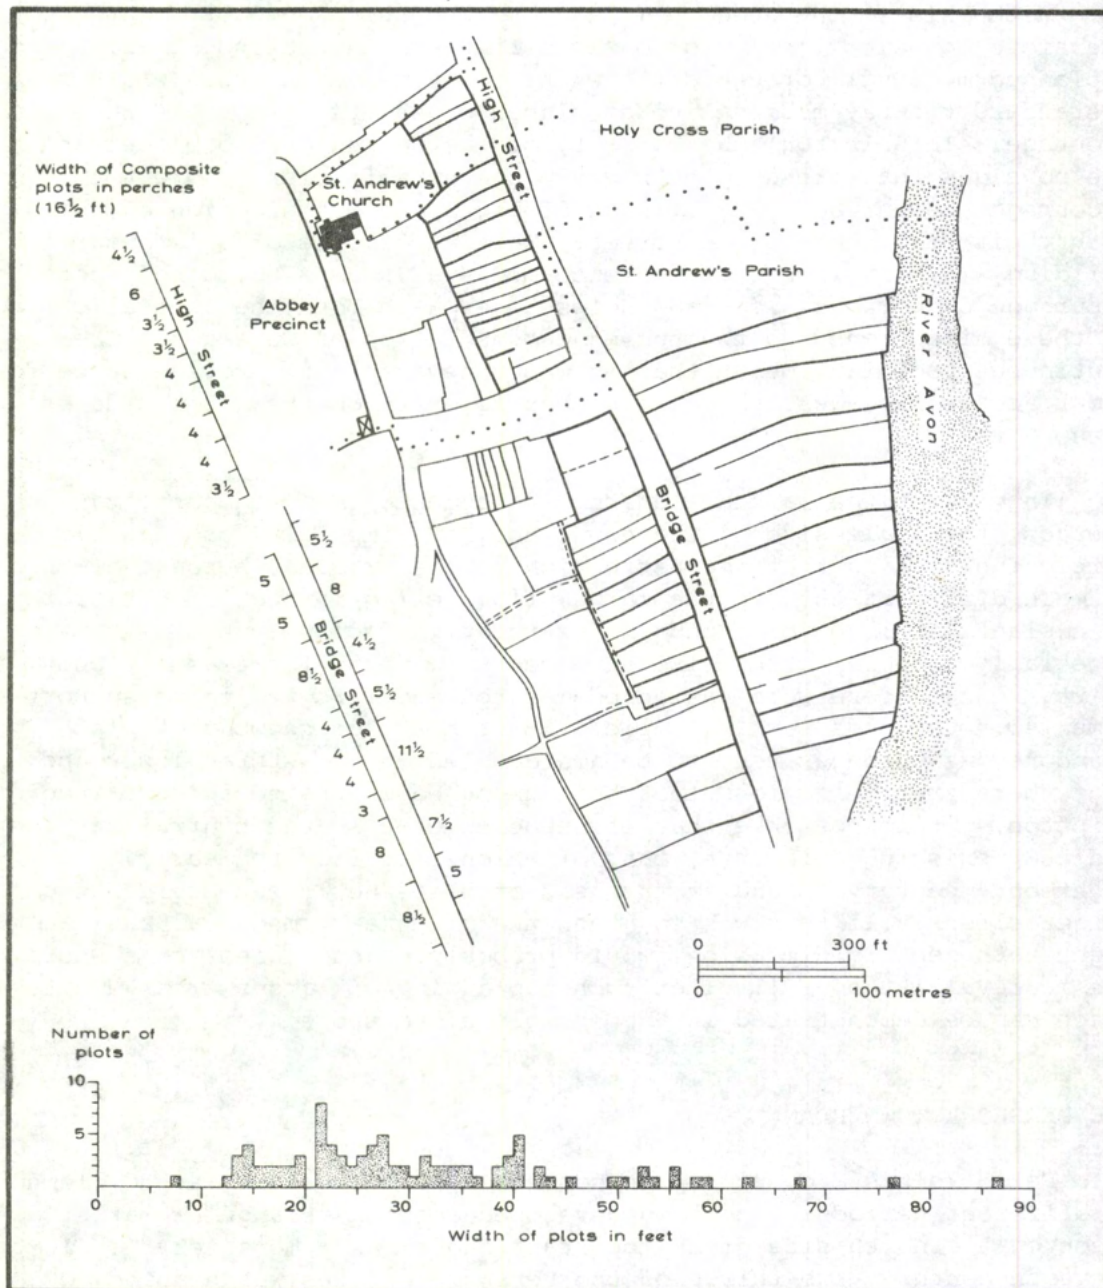 High Street
Holy Cross Parish
Width of Composite
plots in perches
(16½ ft)
St. Andrew's
Church
St. Andrew's Parish
Abbey
Precinct
River Avon
4½
6
3½
3½
4
4
4
4
3½
High Street
Bridge Street
5½
8
4½
5½
11½
7½
5
5
5
8½
4
4
4
4
3
8
8½
Bridge Street
0 300 ft
0 100 metres
Number of
plots
10
5
0 10 20 30 40 50 60 70 80 90
Width of plots in feet